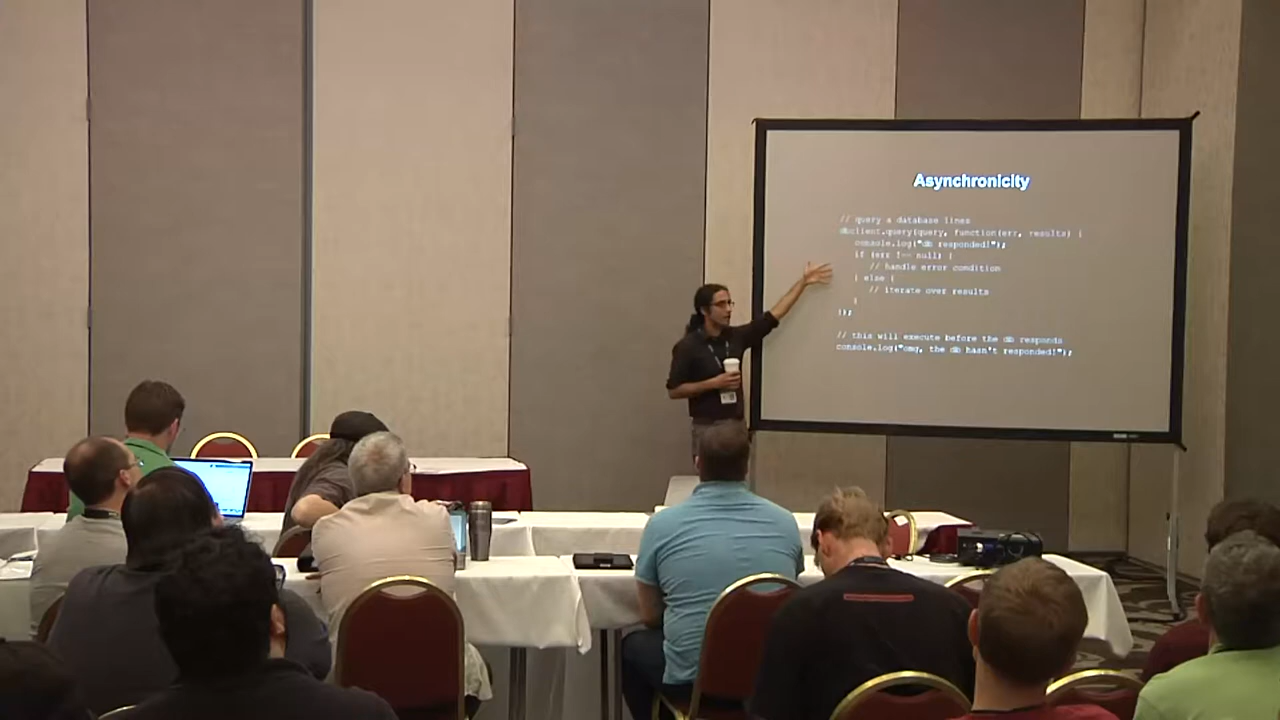 Asynchronicity
// query a database lines
dbclient.query(query, function(err, results) {
console.log("db responded!");
if (err !== null) {
// handle error condition
} else {
// iterate over results
}
});
// this will execute before the db responds
console.log("omg, the db hasn't responded!");